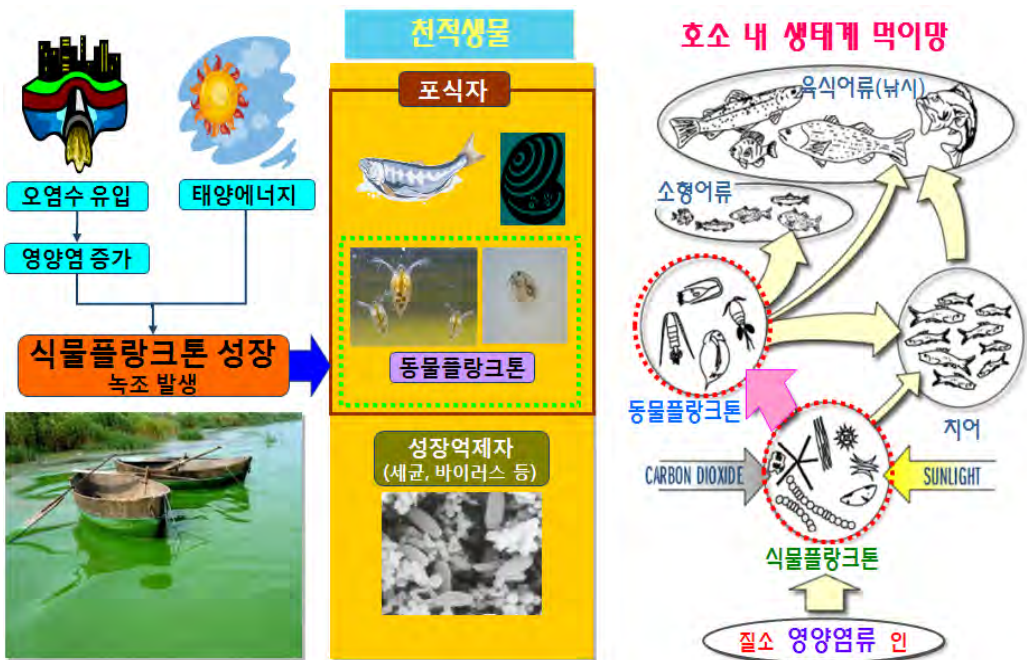 천적생물
호소 내 생태계 먹이망
포식자
육식어류(낚시)
오염수 유입
태양에너지
소형어류
영양염 증가
식물플랑크톤 성장
녹조 발생
동물플랑크톤
동물플랑크톤
치어
성장억제자
(세균, 바이러스 등)
CARBON DIOXIDE
SUNLIGHT
식물플랑크톤
질소 영양염류 인